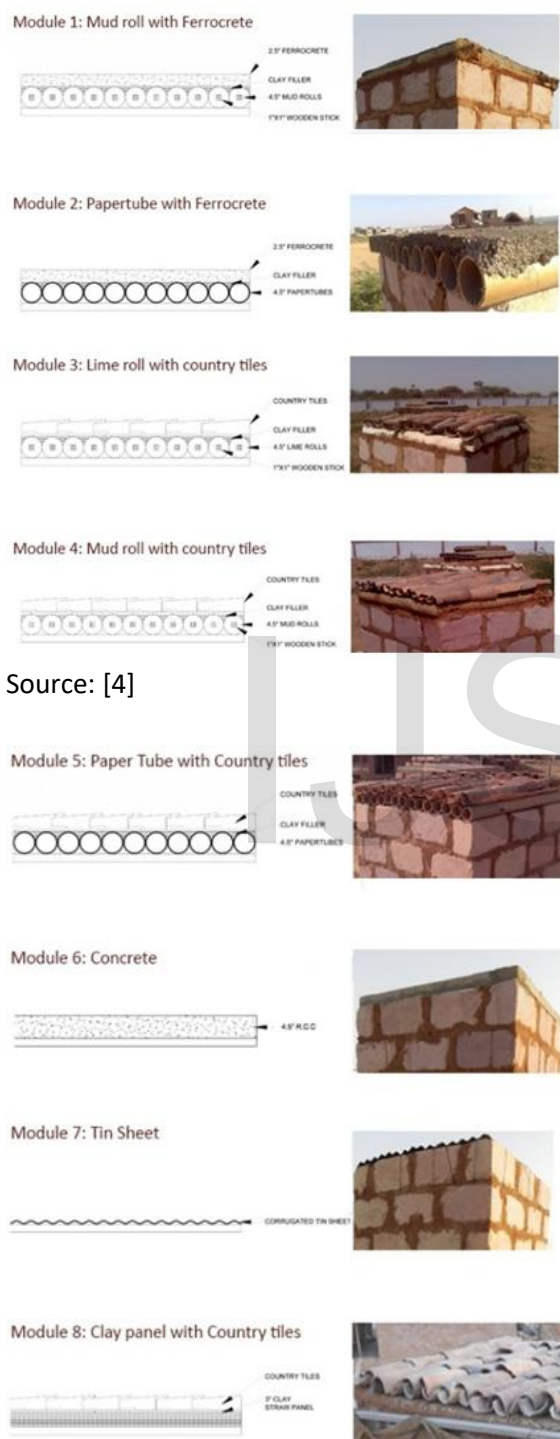 Module 1: Mud roll with Ferrocrete
2.5" FERROCRETE
CLAY FILLER
4.5" MUD ROLLS
1"X1" WOODEN STICK
Module 2: Papertube with Ferrocrete
2.5" FERROCRETE
CLAY FILLER
4.5" PAPERTUBES
Module 3: Lime roll with country tiles
COUNTRY TILES
CLAY FILLER
4.5" LIME ROLLS
1"X1" WOODEN STICK
Module 4: Mud roll with country tiles
COUNTRY TILES
CLAY FILLER
4.5" MUD ROLLS
1"X1" WOODEN STICK
Source: [4]
IJS
Module 5: Paper Tube with Country tiles
COUNTRY TILES
CLAY FILLER
4.5" PAPERTUBES
Module 6: Concrete
4.5" R.C.C
Module 7: Tin Sheet
CORRUGATED TIN SHEET
Module 8: Clay panel with Country tiles
COUNTRY TILES
3" CLAY
STRAW PANEL